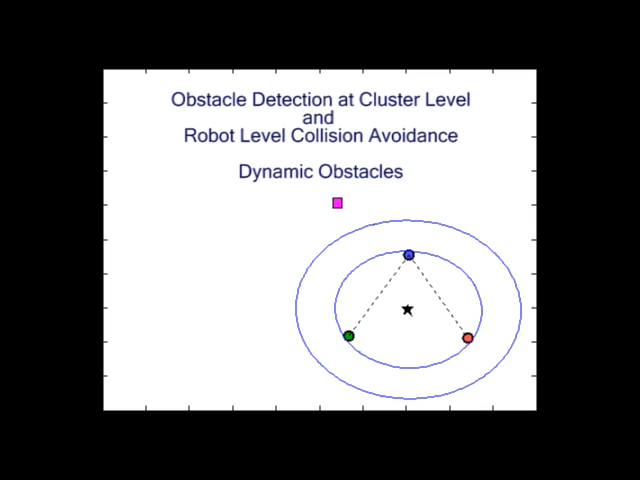 Obstacle Detection at Cluster Level
and
Robot Level Collision Avoidance
Dynamic Obstacles